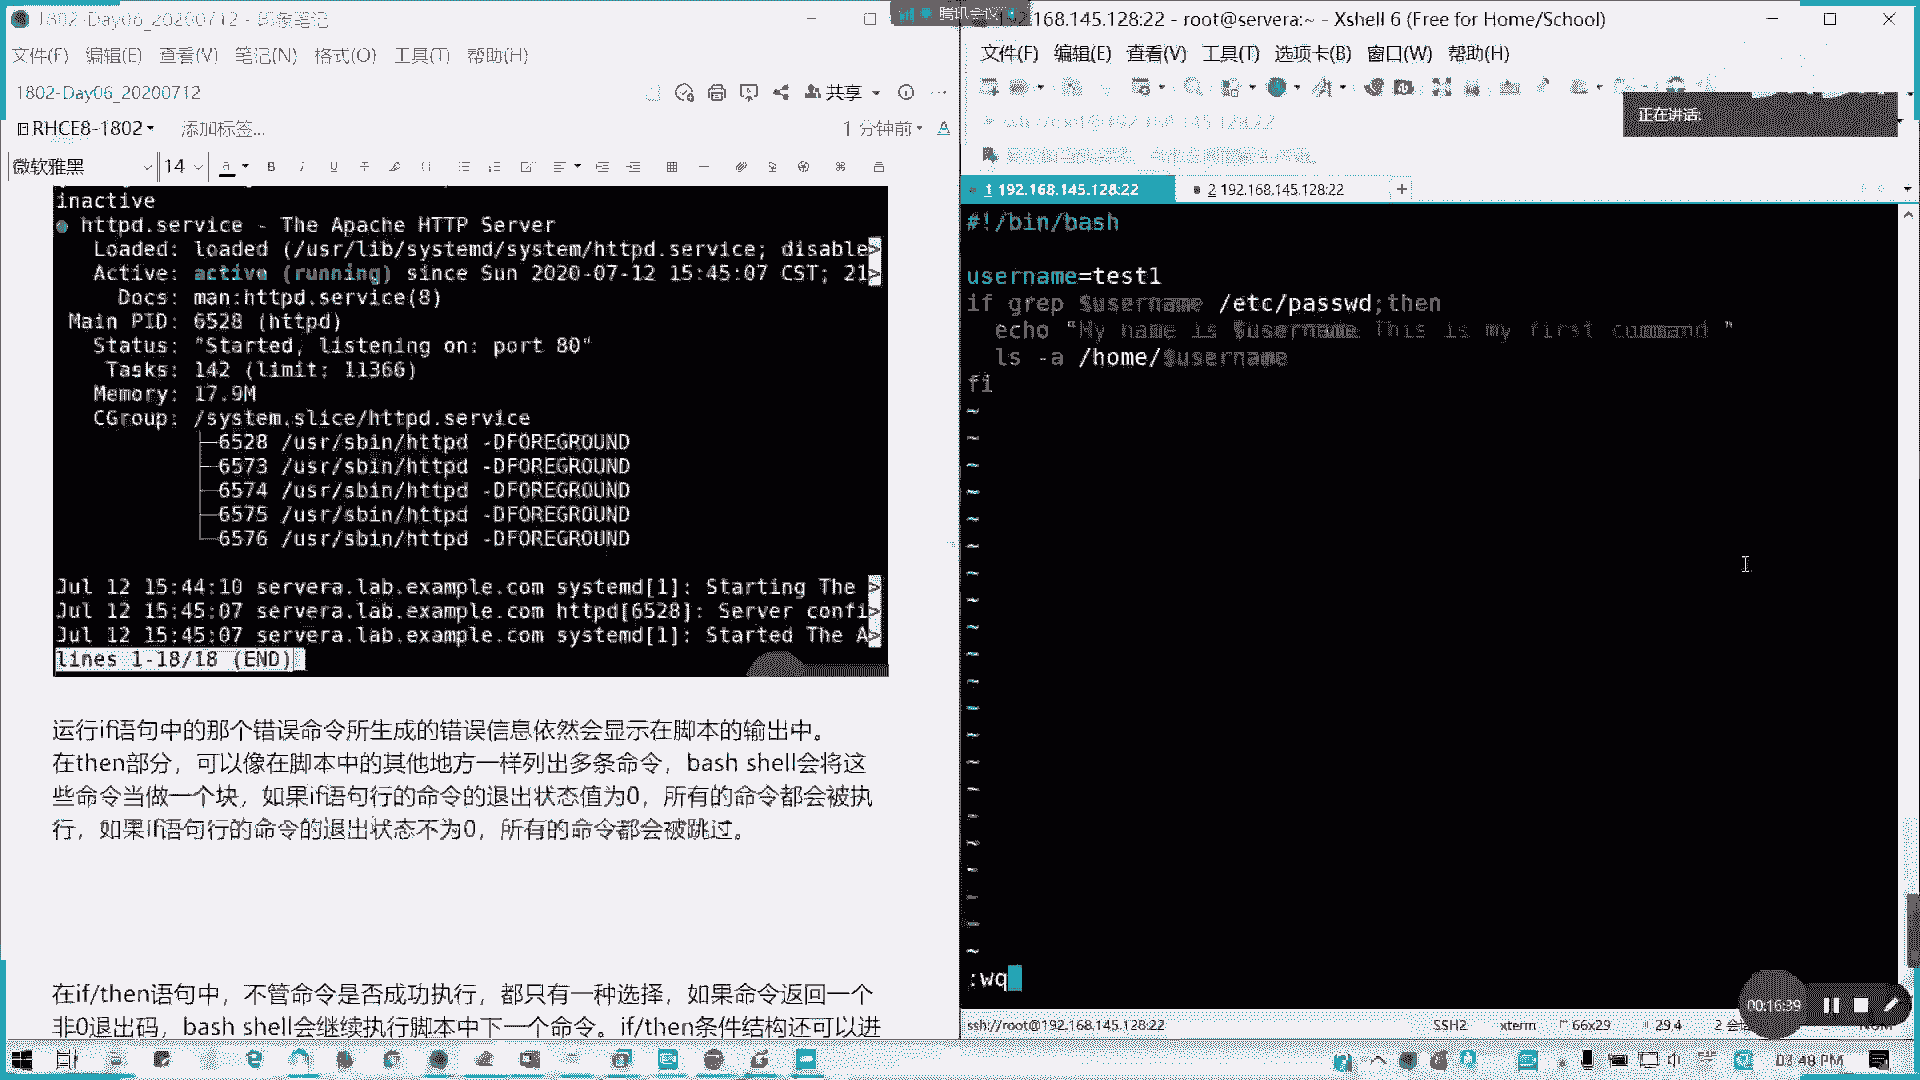 1802-Day06_20200712 - 印象笔记
文件(F) 编辑(E) 查看(V) 笔记(N) 格式(O) 工具(T) 帮助(H)
1802-Day06_20200712
共享
RHCE8-1802
添加标签...
1 分钟前
微软雅黑
14
inactive
● httpd.service - The Apache HTTP Server
Loaded: loaded (/usr/lib/systemd/system/httpd.service; disable>
Active: active (running) since Sun 2020-07-12 15:45:07 CST; 21>
Docs: man:httpd.service(8)
Main PID: 6528 (httpd)
Status: "Started, listening on: port 80"
Tasks: 142 (limit: 11366)
Memory: 17.9M
CGroup: /system.slice/httpd.service
├─6528 /usr/sbin/httpd -DFOREGROUND
├─6573 /usr/sbin/httpd -DFOREGROUND
├─6574 /usr/sbin/httpd -DFOREGROUND
├─6575 /usr/sbin/httpd -DFOREGROUND
└─6576 /usr/sbin/httpd -DFOREGROUND
Jul 12 15:44:10 servera.lab.example.com systemd[1]: Starting The >
Jul 12 15:45:07 servera.lab.example.com httpd[6528]: Server confi>
Jul 12 15:45:07 servera.lab.example.com systemd[1]: Started The A>
lines 1-18/18 (END)
运行if语句中的那个错误命令所生成的错误信息依然会显示在脚本的输出中。
在then部分，可以像在脚本中的其他地方一样列出多条命令，bash shell会将这
些命令当做一个块，如果if语句行的命令的退出状态值为0，所有的命令都会被执
行，如果if语句行的命令的退出状态不为0，所有的命令都会被跳过。
在if/then语句中，不管命令是否成功执行，都只有一种选择，如果命令返回一个
非0退出码，bash shell会继续执行脚本中下一个命令。if/then条件结构还可以进
腾讯会议
192.168.145.128:22 - root@servera:~ - Xshell 6 (Free for Home/School)
文件(F) 编辑(E) 查看(V) 工具(T) 选项卡(B) 窗口(W) 帮助(H)
正在讲话:
1 192.168.145.128:22
2 192.168.145.128:22
#!/bin/bash
username=test1
if grep $username /etc/passwd;then
echo "My name is $username This is my first command "
ls -a /home/$username
fi
:wq
00:16:39
ssh://root@192.168.145.128:22
SSH2
xterm
66x29
29,4
03:48 PM